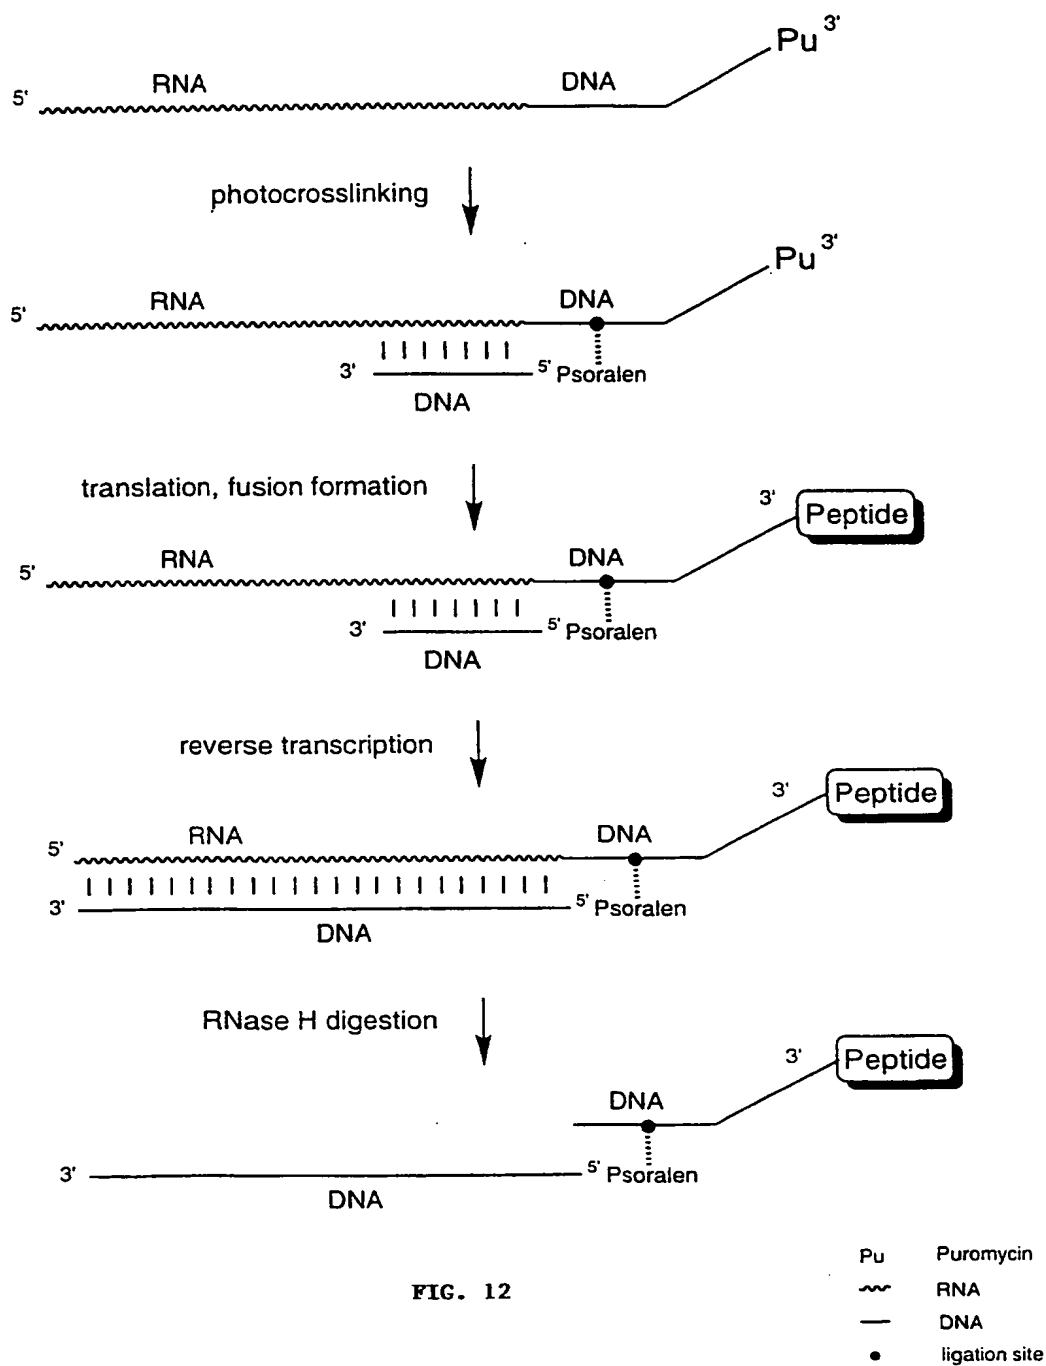 Pu 3'
RNA
DNA
5'
photocrosslinking
Pu 3'
RNA
DNA
5'
3'
5' Psoralen
DNA
translation, fusion formation
3' Peptide
RNA
DNA
5'
3'
5' Psoralen
DNA
reverse transcription
3' Peptide
RNA
DNA
5'
3'
5' Psoralen
DNA
RNase H digestion
3' Peptide
DNA
3'
5' Psoralen
DNA
Pu Puromycin
RNA
DNA
ligation site
FIG. 12